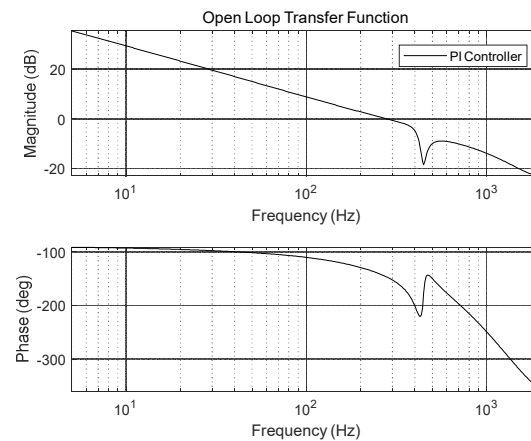 Open Loop Transfer Function
PI Controller
Magnitude (dB)
20
0
-20
10^1
10^2
10^3
Frequency (Hz)
Phase (deg)
-100
-200
-300
10^1
10^2
10^3
Frequency (Hz)